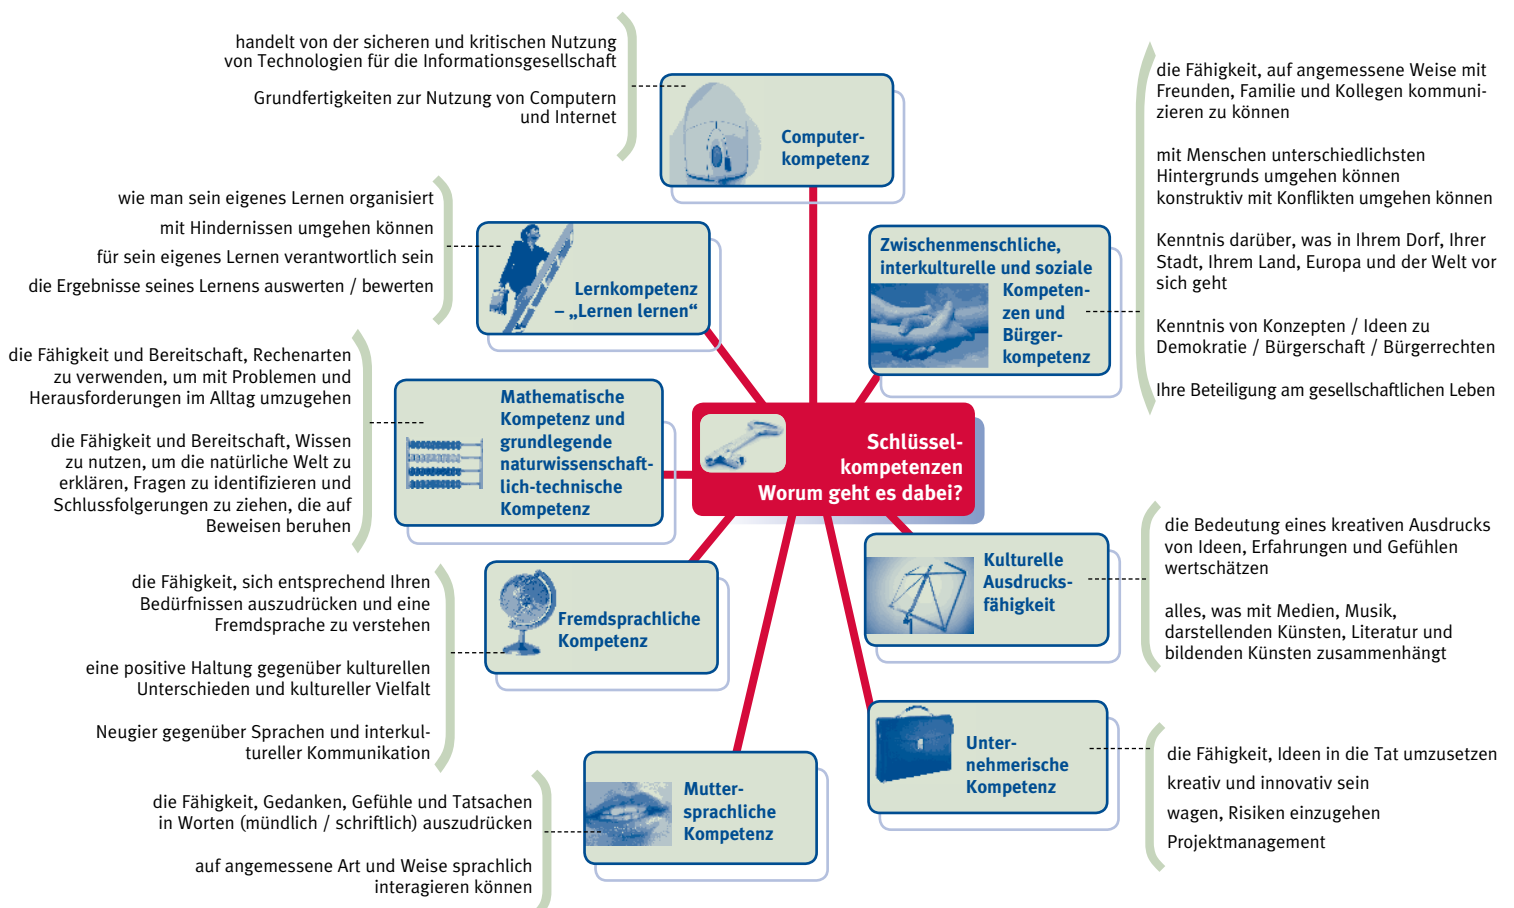 handelt von der sicheren und kritischen Nutzung
von Technologien für die Informationsgesellschaft
Grundfertigkeiten zur Nutzung von Computern
und Internet
Computer-
kompetenz
wie man sein eigenes Lernen organisiert
mit Hindernissen umgehen können
für sein eigenes Lernen verantwortlich sein
die Ergebnisse seines Lernens auswerten / bewerten
Lernkompetenz
– „Lernen lernen“
die Fähigkeit und Bereitschaft, Rechenarten
zu verwenden, um mit Problemen und
Herausforderungen im Alltag umzugehen
die Fähigkeit und Bereitschaft, Wissen
zu nutzen, um die natürliche Welt zu
erklären, Fragen zu identifizieren und
Schlussfolgerungen zu ziehen, die auf
Beweisen beruhen
Mathematische
Kompetenz und
grundlegende
naturwissenschaft-
lich-technische
Kompetenz
die Fähigkeit, sich entsprechend Ihren
Bedürfnissen auszudrücken und eine
Fremdsprache zu verstehen
eine positive Haltung gegenüber kulturellen
Unterschieden und kultureller Vielfalt
Neugier gegenüber Sprachen und interkul-
tureller Kommunikation
Fremdsprachliche
Kompetenz
die Fähigkeit, Gedanken, Gefühle und Tatsachen
in Worten (mündlich / schriftlich) auszudrücken
auf angemessene Art und Weise sprachlich
interagieren können
Mutter-
sprachliche
Kompetenz
Schlüssel-
kompetenzen
Worum geht es dabei?
Zwischenmenschliche,
interkulturelle und soziale
Kompeten-
zen und
Bürger-
kompetenz
die Fähigkeit, auf angemessene Weise mit
Freunden, Familie und Kollegen kommuni-
zieren zu können
mit Menschen unterschiedlichsten
Hintergrunds umgehen können
konstruktiv mit Konflikten umgehen können
Kenntnis darüber, was in Ihrem Dorf, Ihrer
Stadt, Ihrem Land, Europa und der Welt vor
sich geht
Kenntnis von Konzepten / Ideen zu
Demokratie / Bürgerschaft / Bürgerrechten
Ihre Beteiligung am gesellschaftlichen Leben
Kulturelle
Ausdrucks-
fähigkeit
die Bedeutung eines kreativen Ausdrucks
von Ideen, Erfahrungen und Gefühlen
wertschätzen
alles, was mit Medien, Musik,
darstellenden Künsten, Literatur und
bildenden Künsten zusammenhängt
Unter-
nehmerische
Kompetenz
die Fähigkeit, Ideen in die Tat umzusetzen
kreativ und innovativ sein
wagen, Risiken einzugehen
Projektmanagement